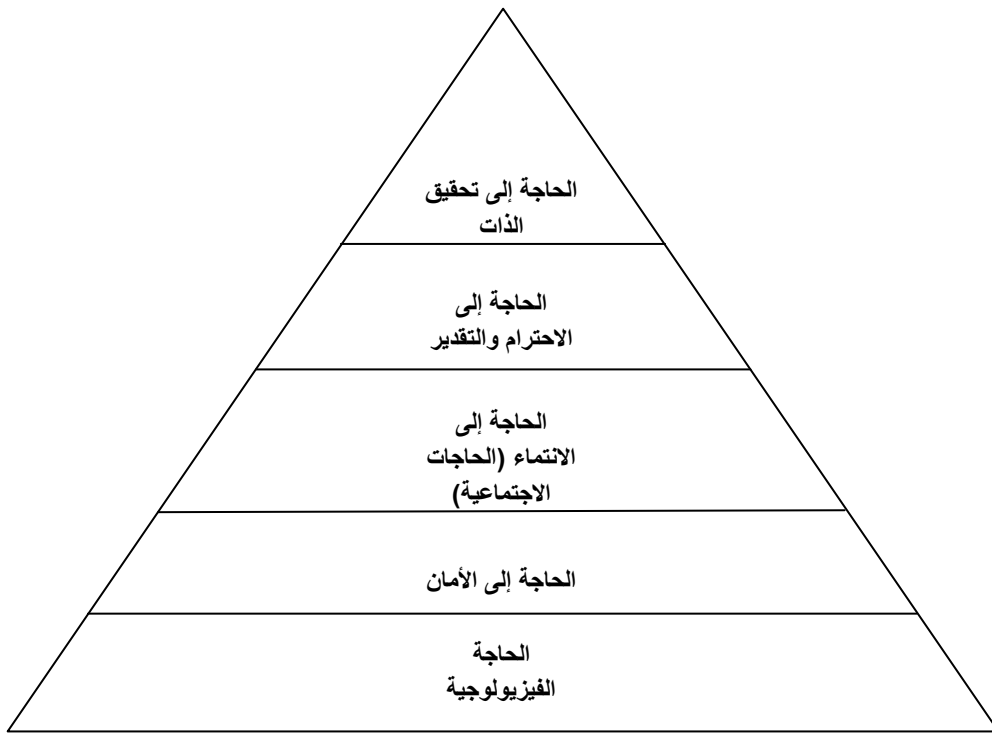 الحاجة إلى تحقيق
الذات
الحاجة إلى
الاحترام والتقدير
الحاجة إلى
الانتماء (الحاجات
الاجتماعية)
الحاجة إلى الأمان
الحاجة
الفيزيولوجية